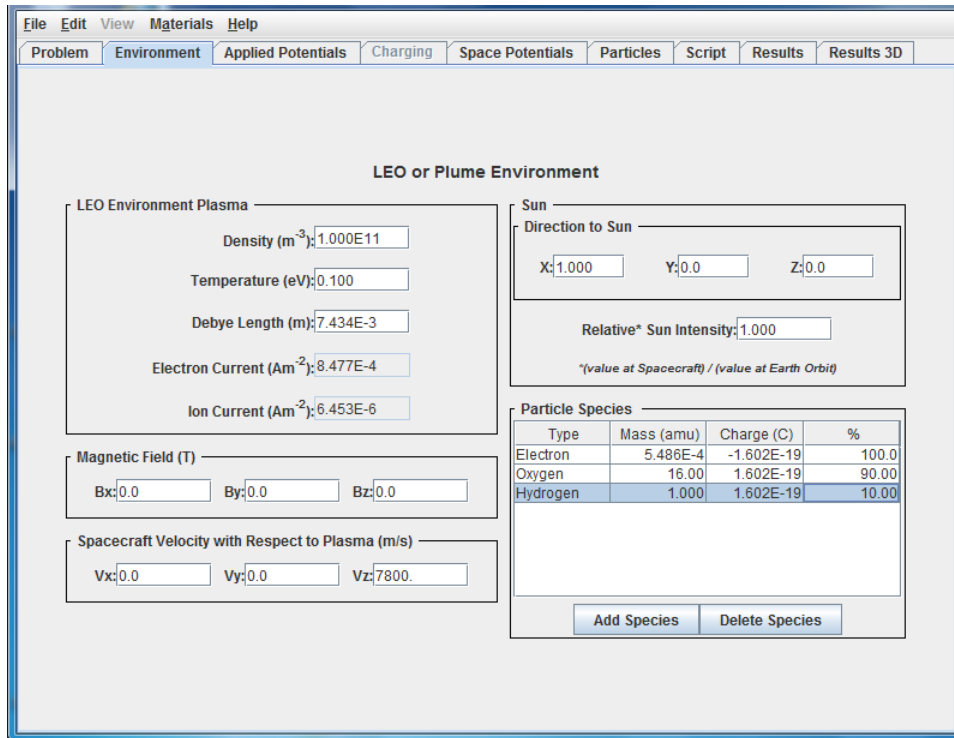 File Edit View Materials Help
Problem Environment Applied Potentials Charging Space Potentials Particles Script Results Results 3D
LEO or Plume Environment
LEO Environment Plasma
Density (m-3): 1.000E11
Temperature (eV): 0.100
Debye Length (m): 7.434E-3
Electron Current (Am-2): 8.477E-4
Ion Current (Am-2): 6.453E-6
Magnetic Field (T)
Bx: 0.0 By: 0.0 Bz: 0.0
Spacecraft Velocity with Respect to Plasma (m/s)
Vx: 0.0 Vy: 0.0 Vz: 7800.
Sun
Direction to Sun
X: 1.000 Y: 0.0 Z: 0.0
Relative* Sun Intensity: 1.000
*(value at Spacecraft) / (value at Earth Orbit)
Particle Species
Type Mass (amu) Charge (C) %
Electron 5.486E-4 -1.602E-19 100.0
Oxygen 16.00 1.602E-19 90.00
Hydrogen 1.000 1.602E-19 10.00
Add Species Delete Species